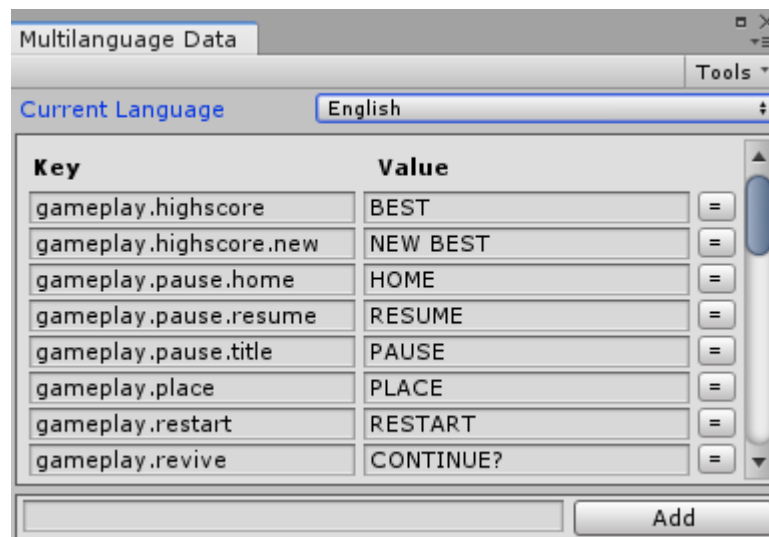 Multilanguage Data
Tools
Current Language English
Key Value
gameplay.highscore BEST =
gameplay.highscore.new NEW BEST =
gameplay.pause.home HOME =
gameplay.pause.resume RESUME =
gameplay.pause.title PAUSE =
gameplay.place PLACE =
gameplay.restart RESTART =
gameplay.revive CONTINUE? =
Add